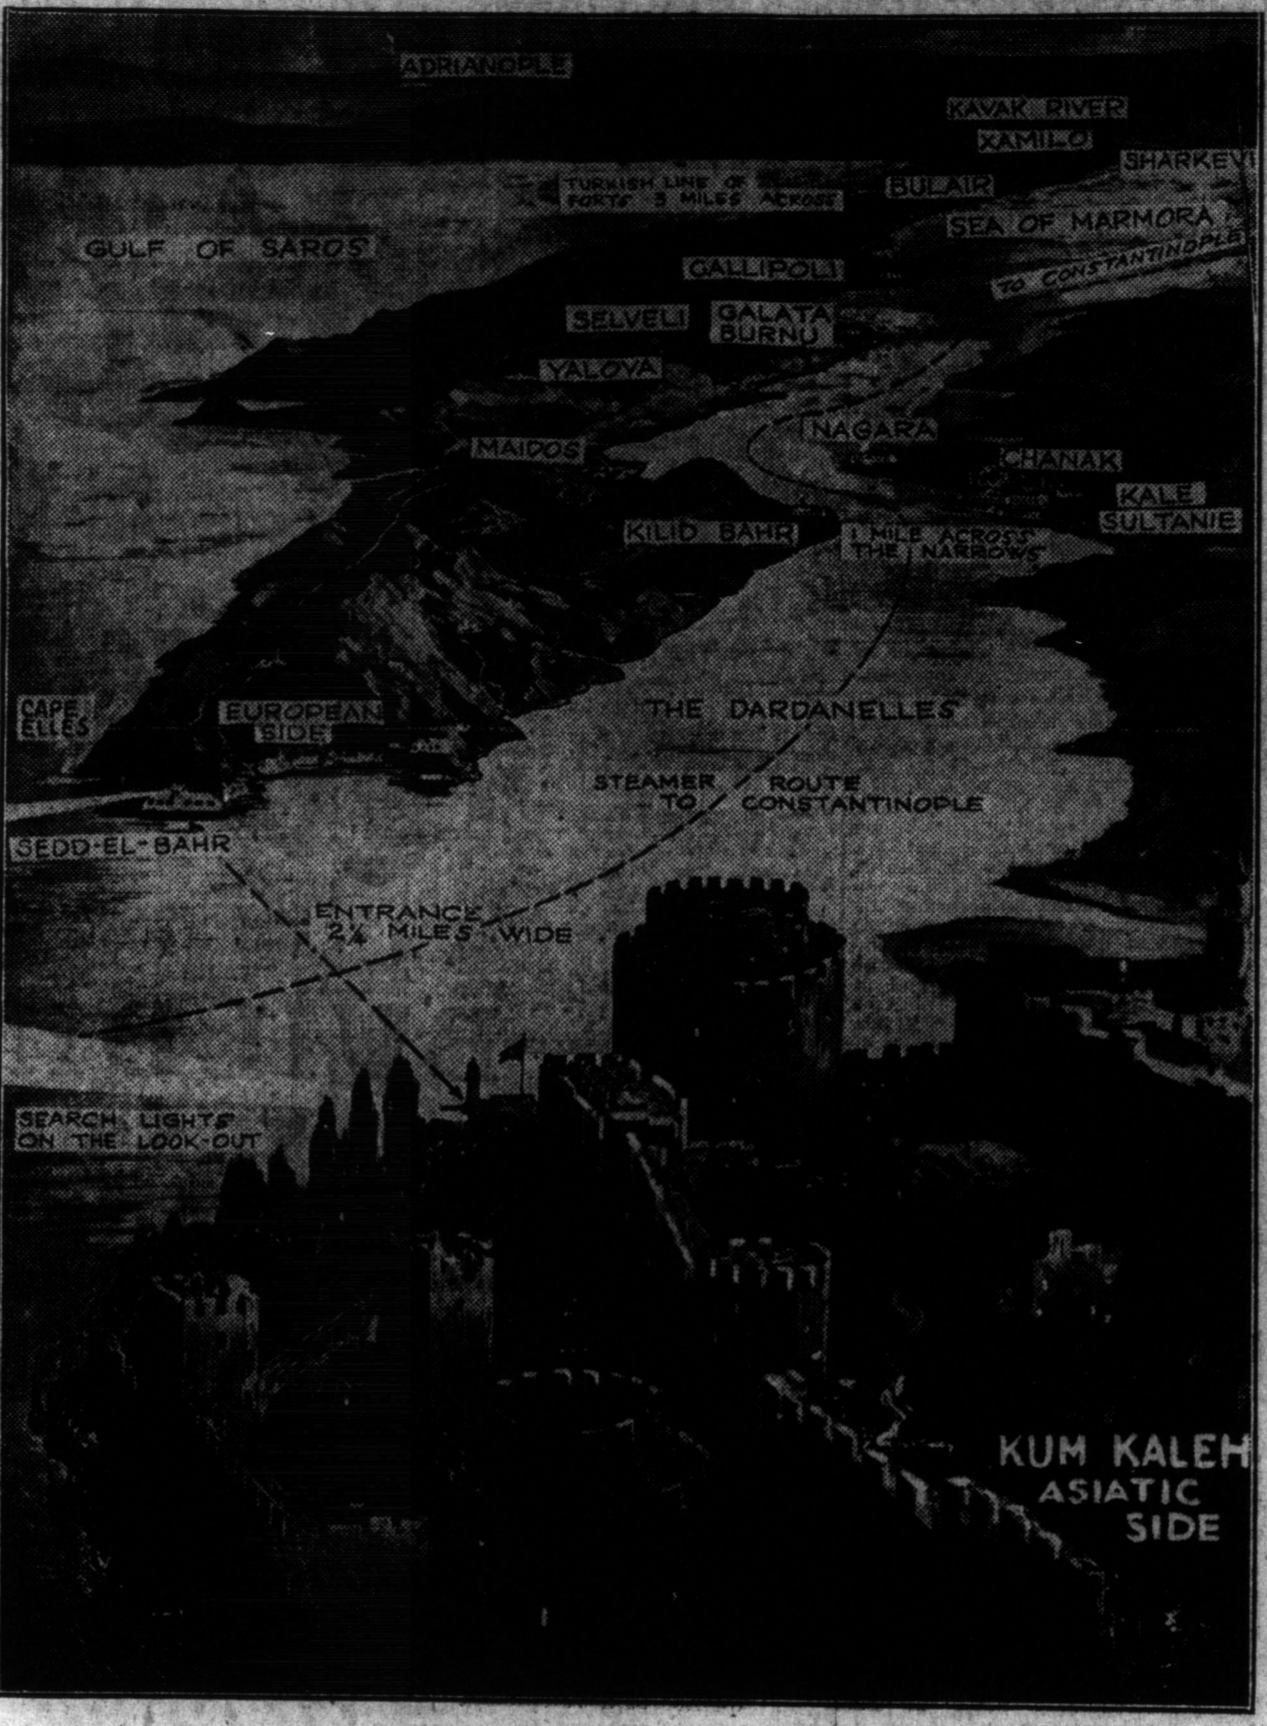 ADRIANOPLE
KAVAK RIVER
XAMILO
SHARKEVI
TURKISH LINE OF
FORTS 3 MILES ACROSS
BULAIR
SEA OF MARMORA
GULF OF SAROS
TO CONSTANTINOPLE
GALLIPOLI
SELVELI
GALATA
BURNU
YALOVA
NAGARA
MAIDOS
CHANAK
KALE
SULTANIE
KILID BAHR
1 MILE ACROSS
THE NARROWS
CAPE
ELLES
EUROPEAN
SIDE
THE DARDANELLES
STEAMER ROUTE
TO CONSTANTINOPLE
SEDD-EL-BAHR
ENTRANCE
2¼ MILES WIDE
SEARCH LIGHTS
ON THE LOOK-OUT
KUM KALEH
ASIATIC
SIDE